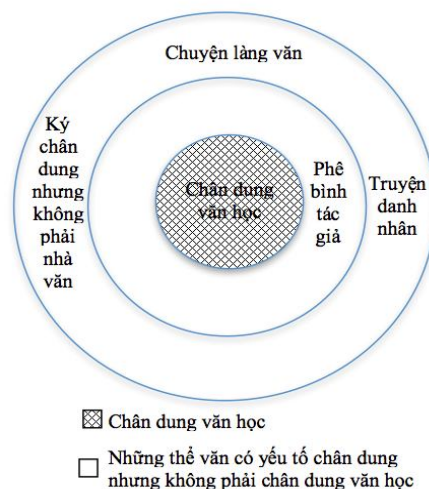 Chuyện làng văn
Ký
chân
dung
nhưng
không
phải
nhà
văn
Chân dung
văn học
Phê
bình
tác
giả
Truyện
danh
nhân
Chân dung văn học
Những thể văn có yếu tố chân dung
nhưng không phải chân dung văn học